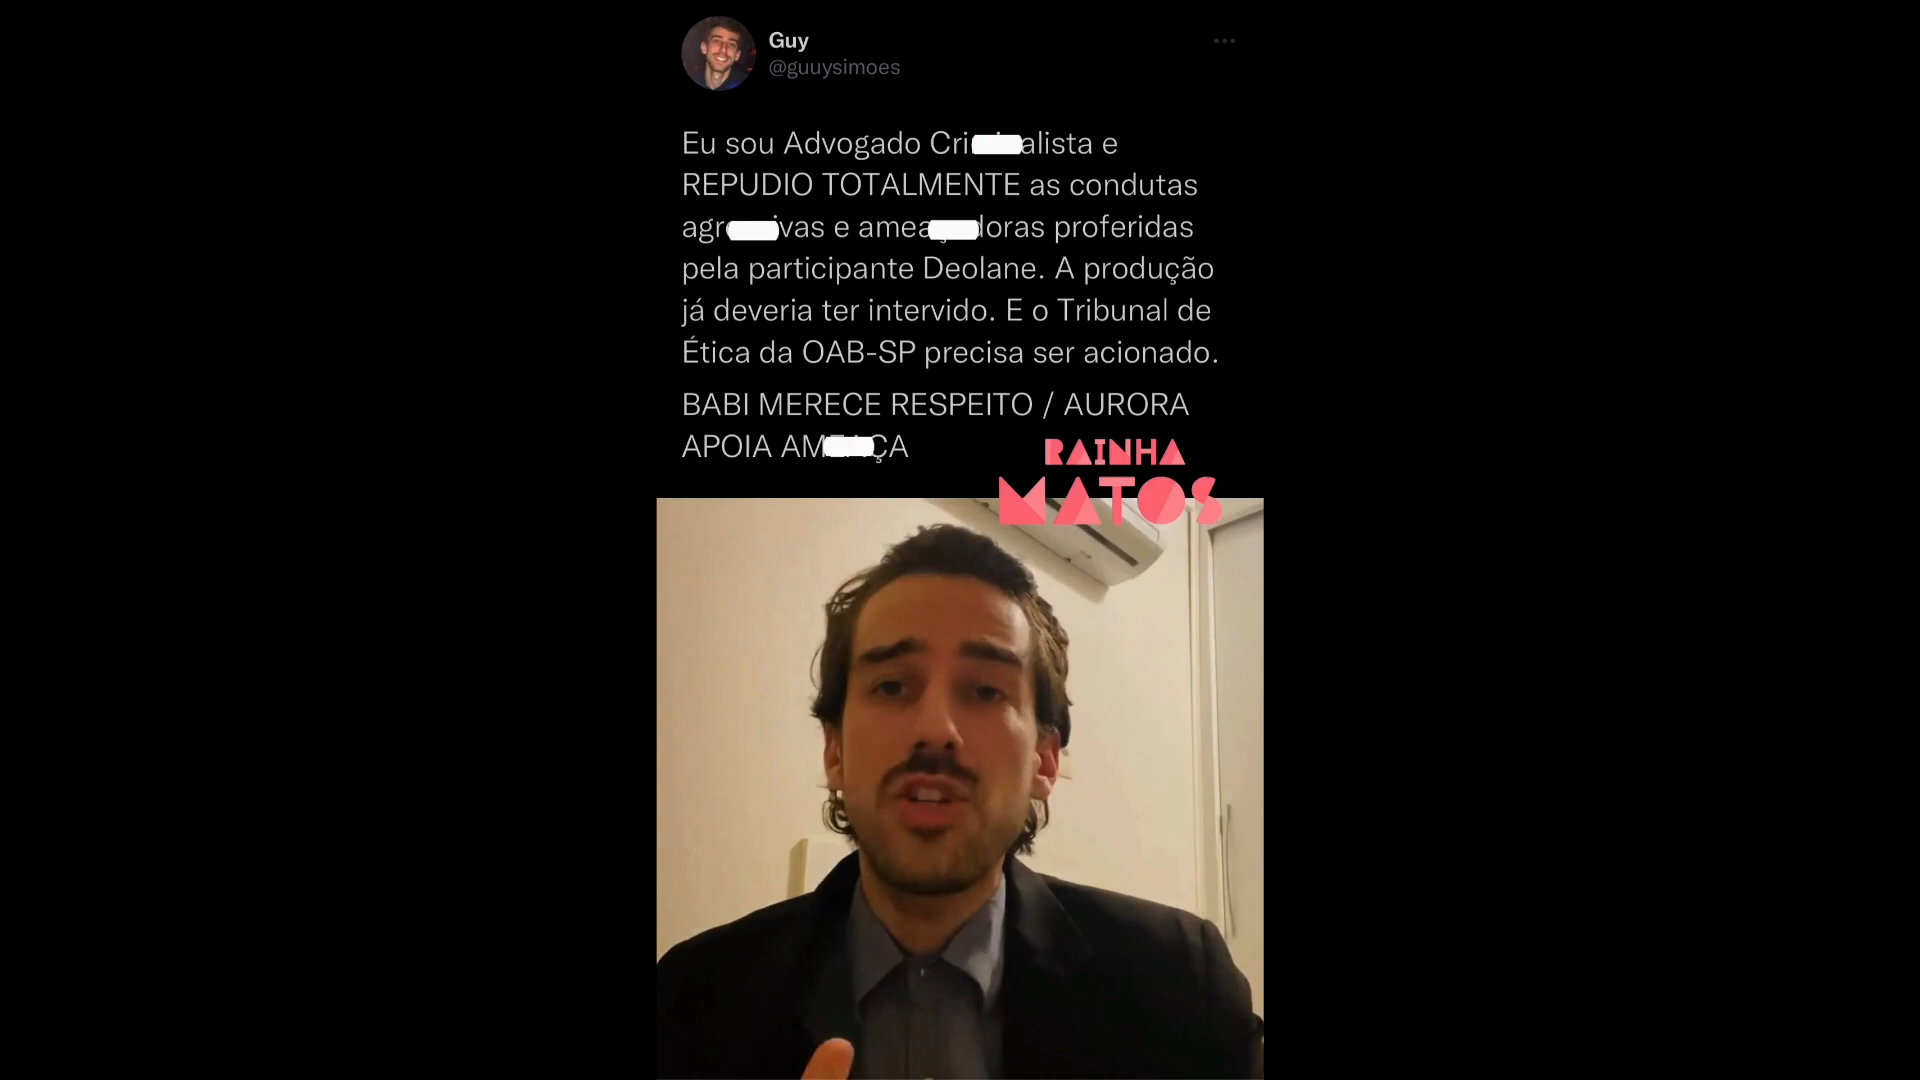 Guy
@guuysimoes
Eu sou Advogado Cri alista e
REPUDIO TOTALMENTE as condutas
agr vas e amea doras proferidas
pela participante Deolane. A produção
já deveria ter intervido. E o Tribunal de
Ética da OAB-SP precisa ser acionado.
BABI MERECE RESPEITO / AURORA
APOIA AM ÇA
RAINHA
MATOS